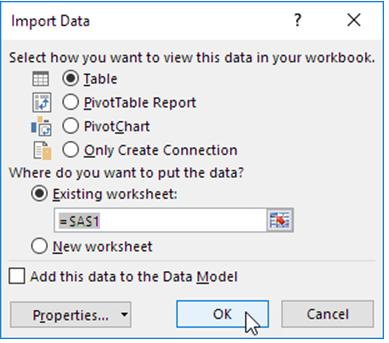 Import Data
?
Select how you want to view this data in your workbook.
Table
PivotTable Report
PivotChart
Only Create Connection
Where do you want to put the data?
Existing worksheet:
=$A$1
New worksheet
Add this data to the Data Model
Properties...
OK
Cancel